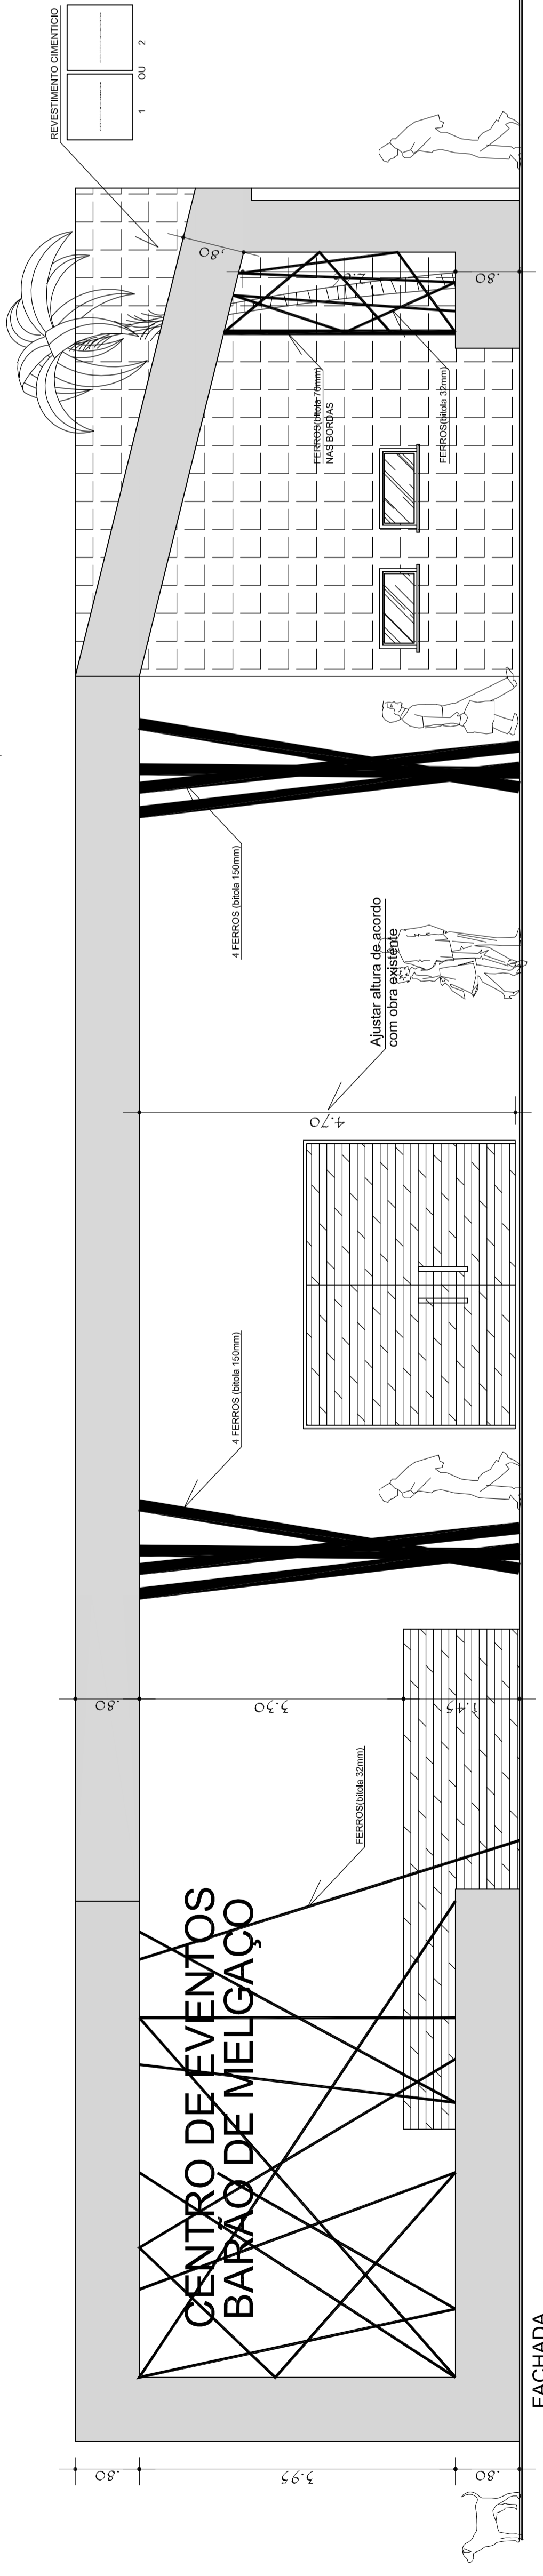 REVESTIMENTO CIMENTICIO
1 OU 2
.80
.80
FERROS(bitola 70mm)
NAS BORDAS
FERROS(bitola 32mm)
4 FERROS (bitola 150mm)
Ajustar altura de acordo
com obra existente
4.70
4 FERROS (bitola 150mm)
.80
3.30
1.45
FERROS(bitola 32mm)
CENTRO DE EVENTOS
BARÃO DE MELGAÇO
.80
3.95
.80
FACHADA